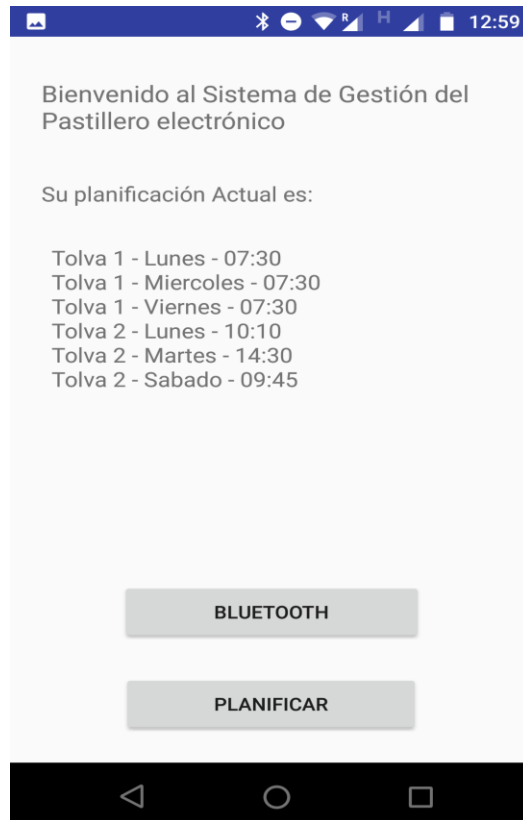 R H 12:59
Bienvenido al Sistema de Gestión del
Pastillero electrónico
Su planificación Actual es:
Tolva 1 - Lunes - 07:30
Tolva 1 - Miercoles - 07:30
Tolva 1 - Viernes - 07:30
Tolva 2 - Lunes - 10:10
Tolva 2 - Martes - 14:30
Tolva 2 - Sabado - 09:45
BLUETOOTH
PLANIFICAR